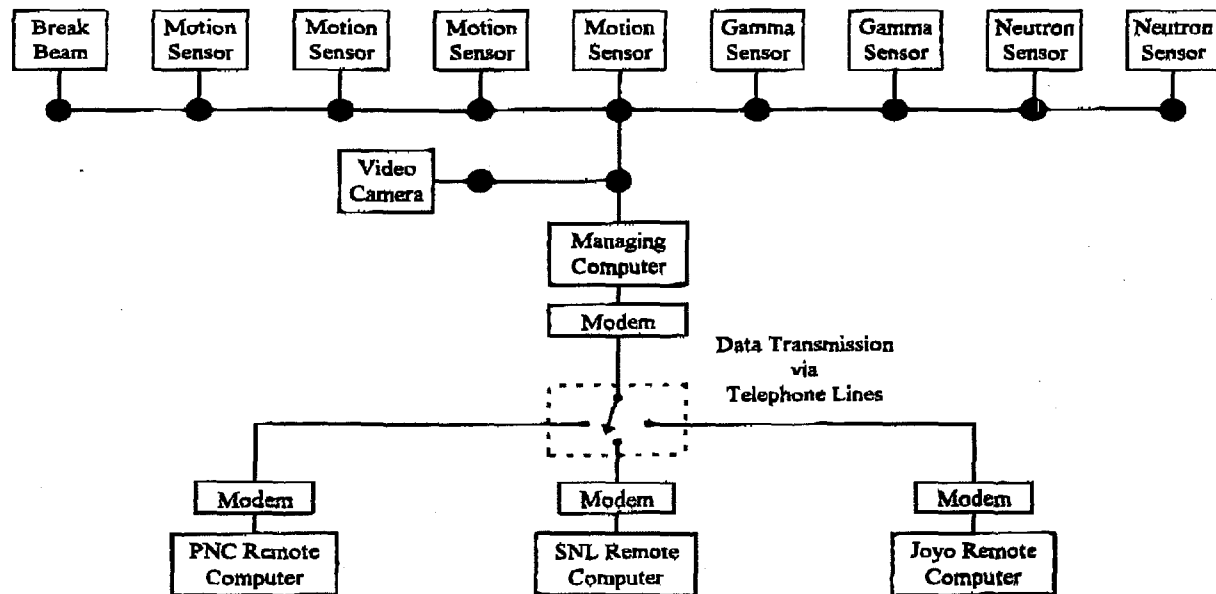 Break
Beam
Motion
Sensor
Motion
Sensor
Motion
Sensor
Motion
Sensor
Gamma
Sensor
Gamma
Sensor
Neutron
Sensor
Neutron
Sensor
Video
Camera
Managing
Computer
Modem
Data Transmission
via
Telephone Lines
Modem
Modem
Modem
PNC Remote
Computer
SNL Remote
Computer
Joyo Remote
Computer